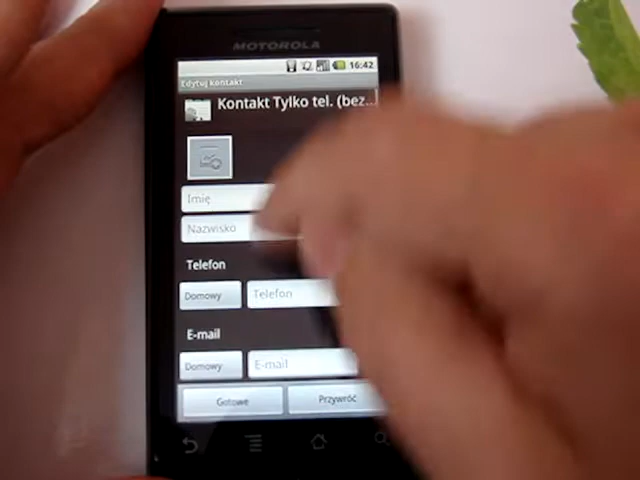 MOTOROLA
16:42
Edytuj kontakt
Kontakt Tylko tel. (bez...
Imię
Nazwisko
Telefon
Domowy Telefon
E-mail
Domowy E-mail
Gotowe Przywróć